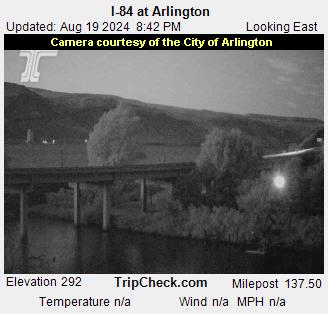 I-84 at Arlington
Updated: Aug 19 2024 8:42 PM Looking East
Camera courtesy of the City of Arlington
Elevation 292 TripCheck.com Milepost 137.50
Temperature n/a Wind n/a MPH n/a